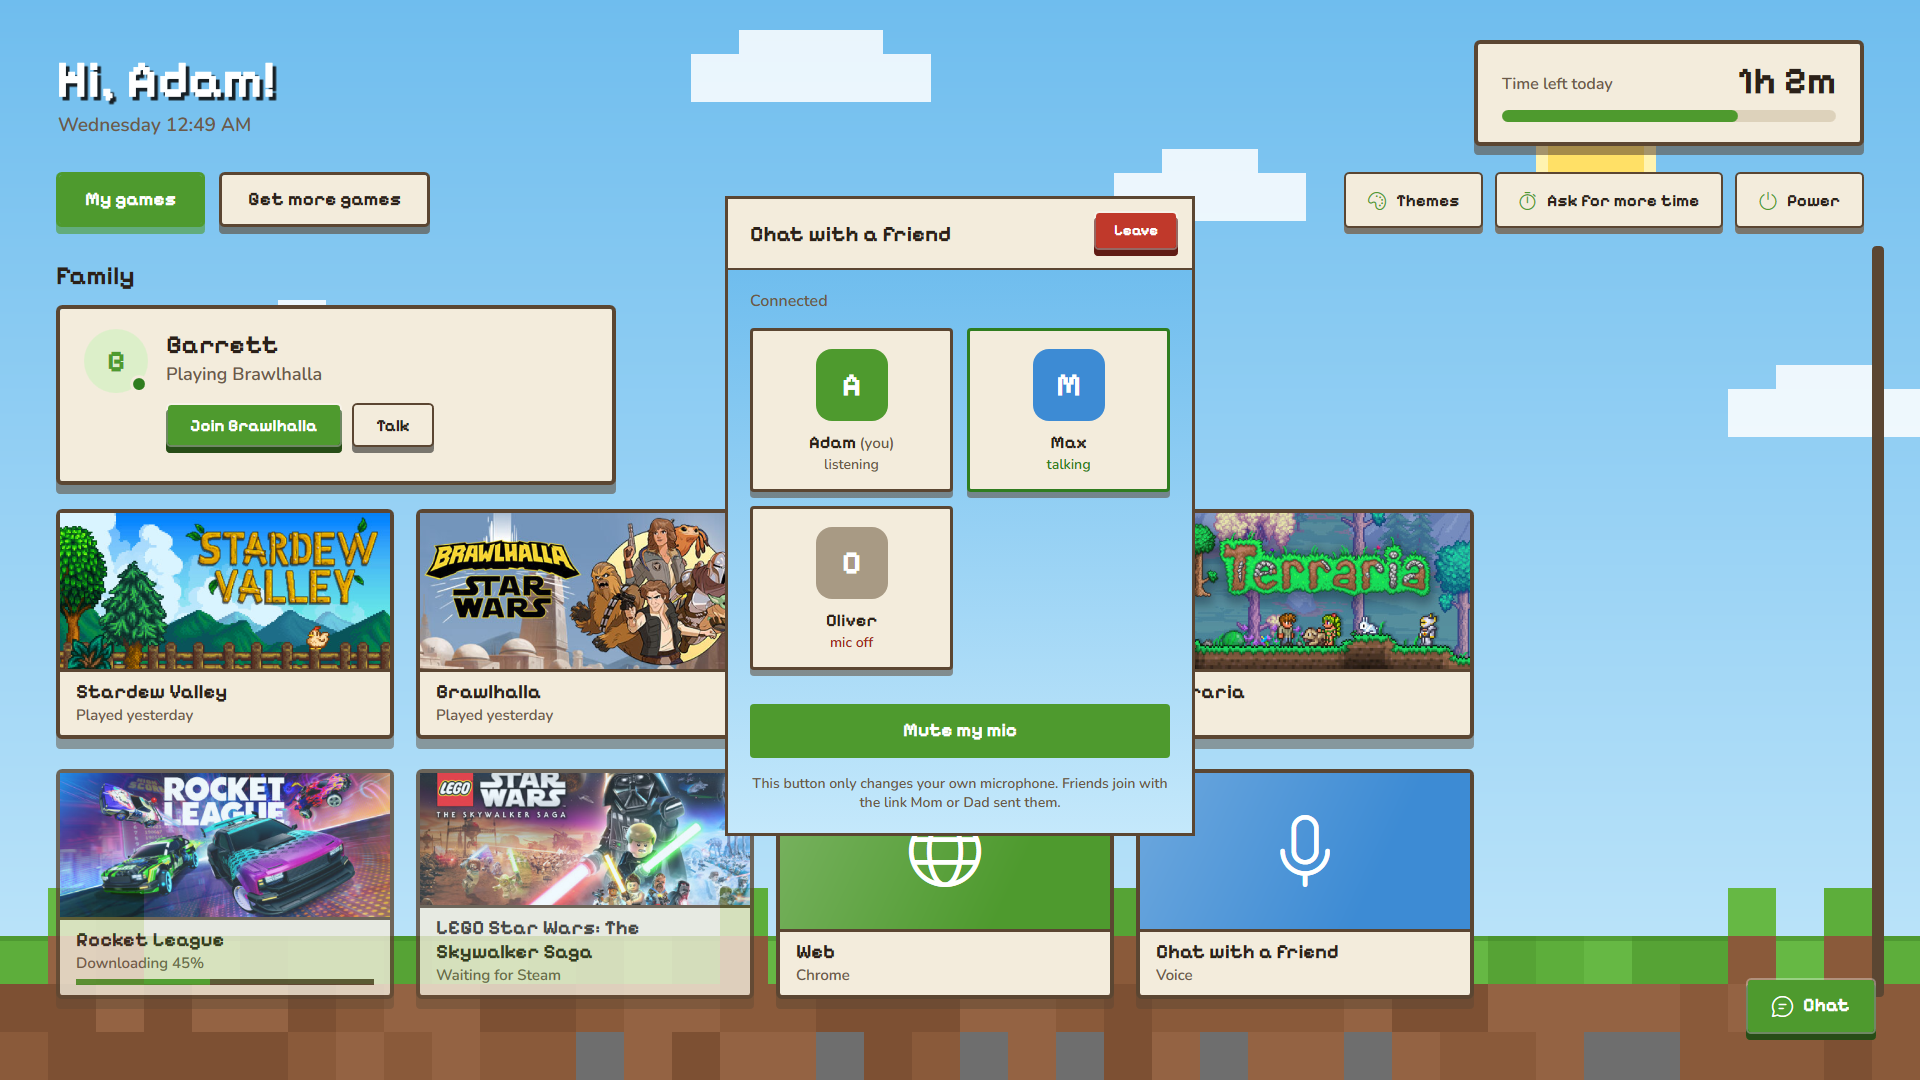 Hi, Adam!
Wednesday 12:49 AM
Time left today
1h 2m
My games
Get more games
Themes
Ask for more time
Power
Family
B
Garrett
Playing Brawlhalla
Join Brawlhalla
Talk
Chat with a friend
Leave
Connected
A
Adam (you)
listening
M
Max
talking
O
Oliver
mic off
Mute my mic
This button only changes your own microphone. Friends join with
the link Mom or Dad sent them.
STARDEW
VALLEY
Stardew Valley
Played yesterday
BRAWLHALLA
STAR
WARS
Brawlhalla
Played yesterday
Terraria
raria
ROCKET
LEAGUE
Rocket League
Downloading 45%
LEGO
STAR
WARS
THE SKYWALKER SAGA
LEGO Star Wars: The
Skywalker Saga
Waiting for Steam
Web
Chrome
Chat with a friend
Voice
Chat